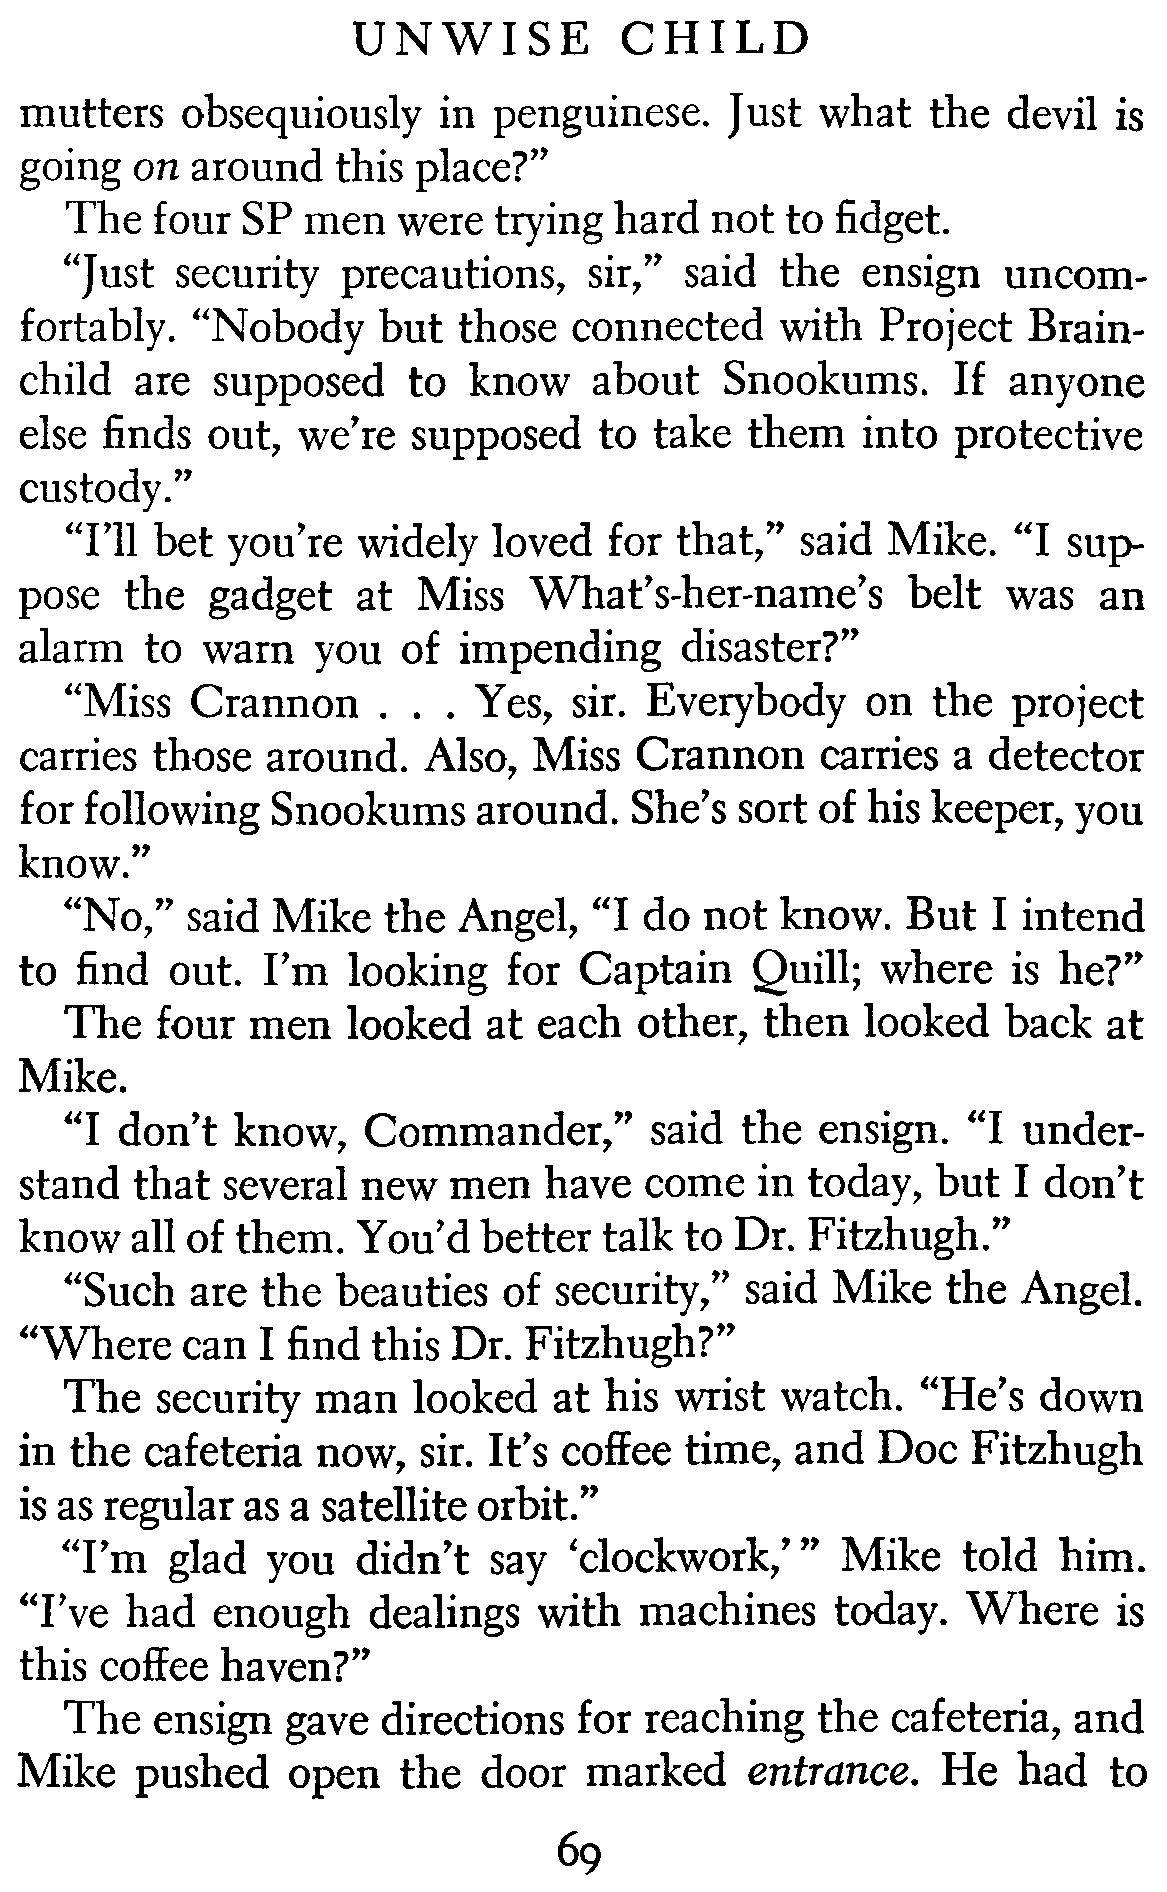 UNWISE CHILD
mutters obsequiously in penguinese. Just what the devil is
going on around this place?”
The four SP men were trying hard not to fidget.
“Just security precautions, sir,” said the ensign uncom-
fortably. “Nobody but those connected with Project Brain-
child are supposed to know about Snookums. If anyone
else finds out, we’re supposed to take them into protective
custody.”
“I’ll bet you’re widely loved for that,” said Mike. “I sup-
pose the gadget at Miss What’s-her-name’s belt was an
alarm to warn you of impending disaster?”
“Miss Crannon . . . Yes, sir. Everybody on the project
carries those around. Also, Miss Crannon carries a detector
for following Snookums around. She’s sort of his keeper, you
know.”
“No,” said Mike the Angel, “I do not know. But I intend
to find out. I’m looking for Captain Quill; where is he?”
The four men looked at each other, then looked back at
Mike.
“I don’t know, Commander,” said the ensign. “I under-
stand that several new men have come in today, but I don’t
know all of them. You’d better talk to Dr. Fitzhugh.”
“Such are the beauties of security,” said Mike the Angel.
“Where can I find this Dr. Fitzhugh?”
The security man looked at his wrist watch. “He’s down
in the cafeteria now, sir. It’s coffee time, and Doc Fitzhugh
is as regular as a satellite orbit.”
“I’m glad you didn’t say ‘clockwork,’” Mike told him.
“I’ve had enough dealings with machines today. Where is
this coffee haven?”
The ensign gave directions for reaching the cafeteria, and
Mike pushed open the door marked entrance. He had to
69